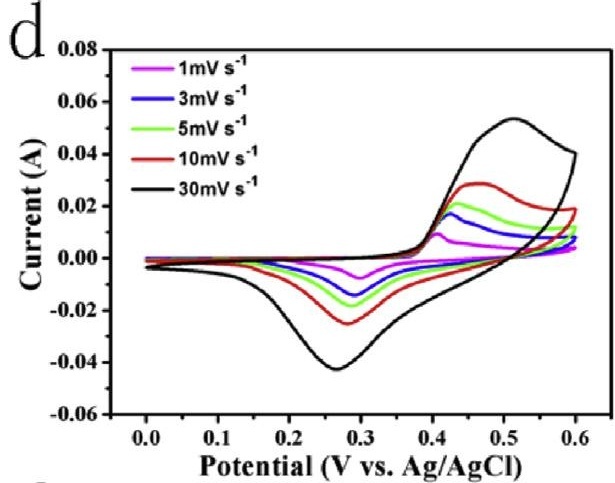 d
0.08
0.06
0.04
0.02
0.00
-0.02
-0.04
-0.06
Current (A)
1mV s⁻¹
3mV s⁻¹
5mV s⁻¹
10mV s⁻¹
30mV s⁻¹
0.0 0.1 0.2 0.3 0.4 0.5 0.6
Potential (V vs. Ag/AgCl)